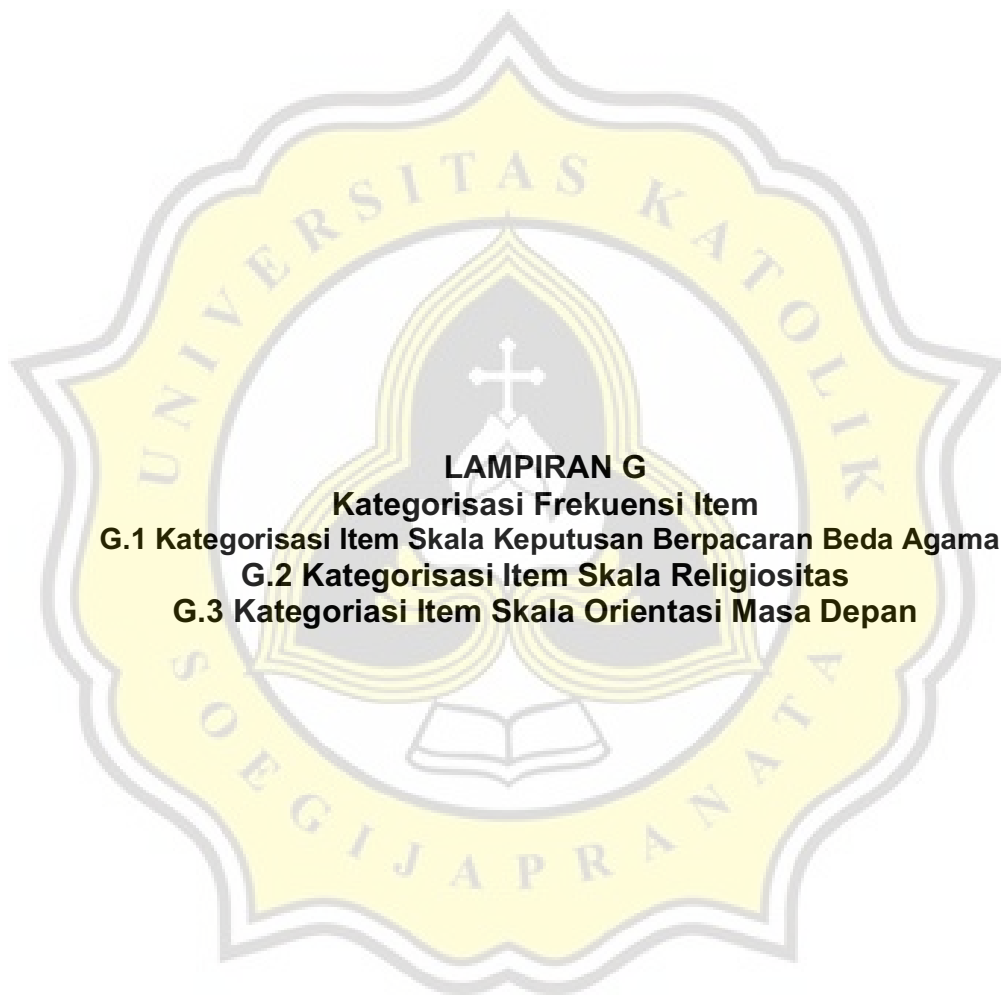 UNIVERSITAS KATOLIK
LAMPIRAN G
Kategorisasi Frekuensi Item
G.1 Kategorisasi Item Skala Keputusan Berpacaran Beda Agama
G.2 Kategorisasi Item Skala Religiositas
G.3 Kategoriasi Item Skala Orientasi Masa Depan
SOEGIJAPRANATA